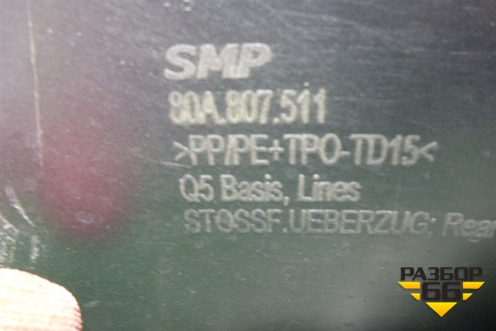 SMP
80A.807.511
>PP/PE+TPO-TD15<
Q5 Basis, Lines
STOSSF.UEBERZUG; Rear
РАЗБОР
66